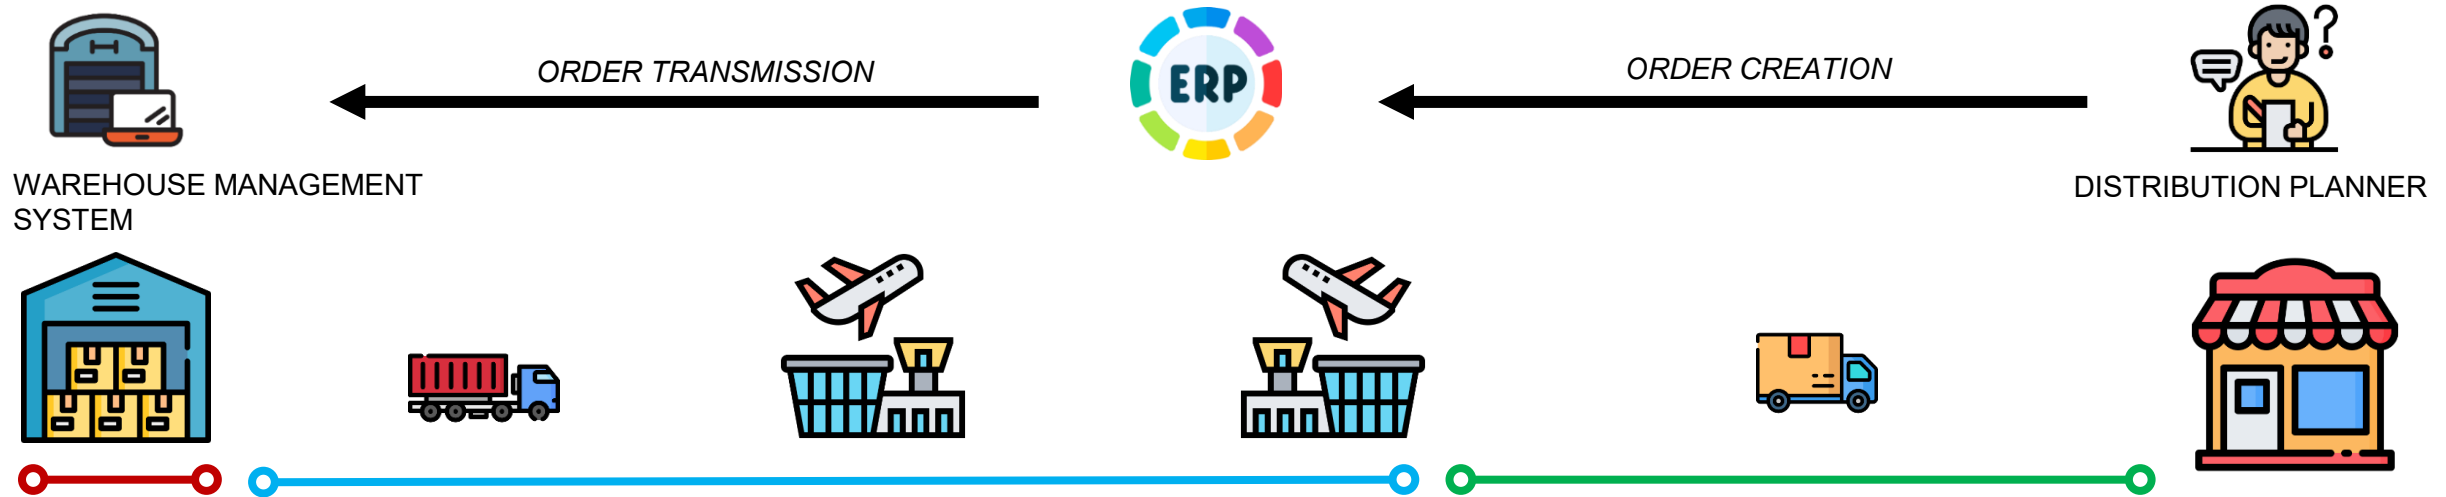 ORDER TRANSMISSION
ERP
ORDER CREATION
WAREHOUSE MANAGEMENT
SYSTEM
DISTRIBUTION PLANNER